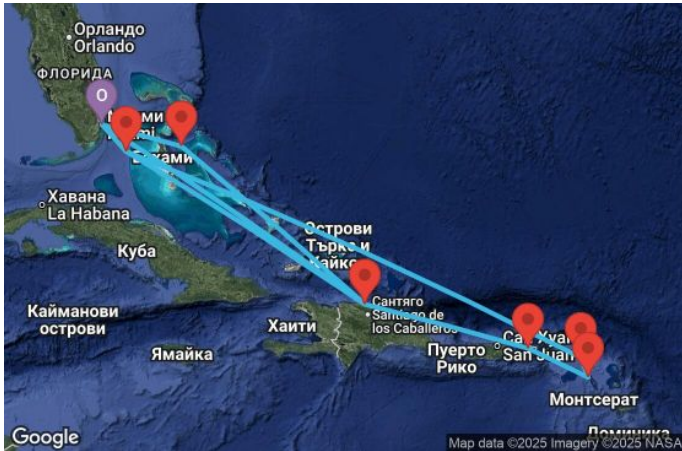 Орландо
Orlando
ФЛОРИДА
O
Бахами
Хавана
La Habana
Куба
Острови
Търкс и
Кайкос
Кайманови
острови
Ямайка
Хаити
Сантяго
Santiago de
los Caballeros
Пуерто
Рико
San Juan
Монтсерат
Доминика
Google
Map data ©2025 Imagery ©2025 NASA